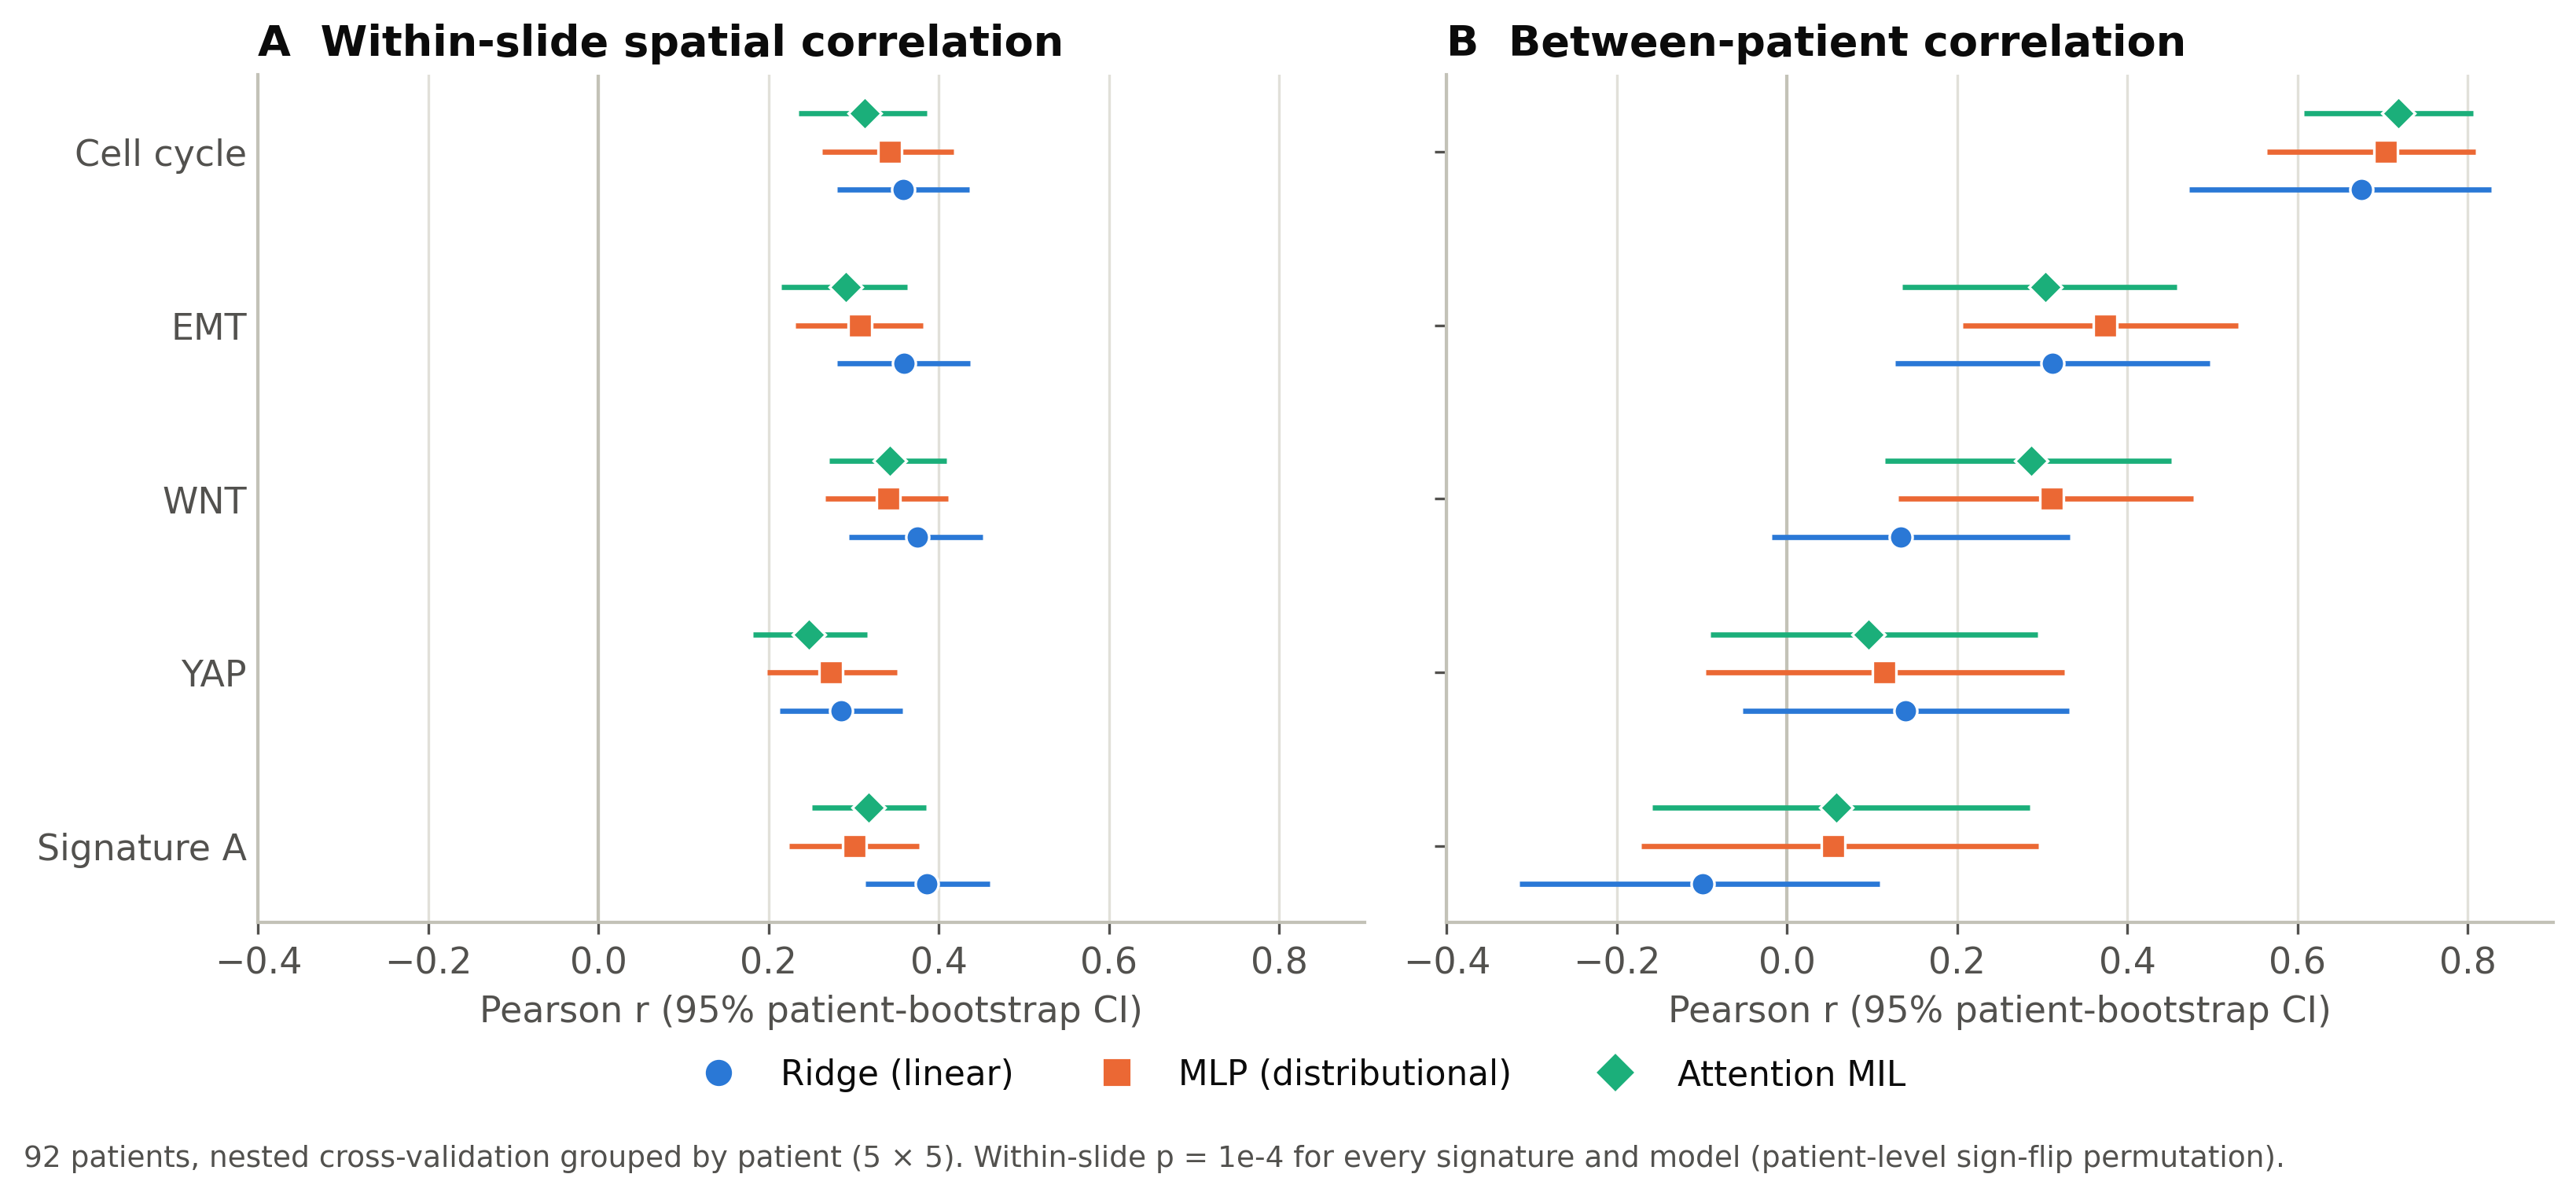 A Within-slide spatial correlation
B Between-patient correlation
Cell cycle
EMT
WNT
YAP
Signature A
−0.4 −0.2 0.0 0.2 0.4 0.6 0.8
−0.4 −0.2 0.0 0.2 0.4 0.6 0.8
Pearson r (95% patient-bootstrap CI)
Pearson r (95% patient-bootstrap CI)
Ridge (linear) MLP (distributional) Attention MIL
92 patients, nested cross-validation grouped by patient (5 × 5). Within-slide p = 1e-4 for every signature and model (patient-level sign-flip permutation).